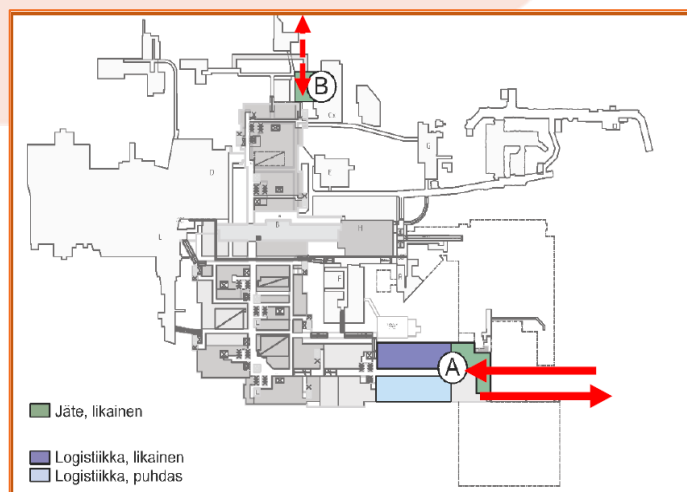 B
D
E
G
B
H
L
F
A
Jäte, likainen
Logistiikka, likainen
Logistiikka, puhdas